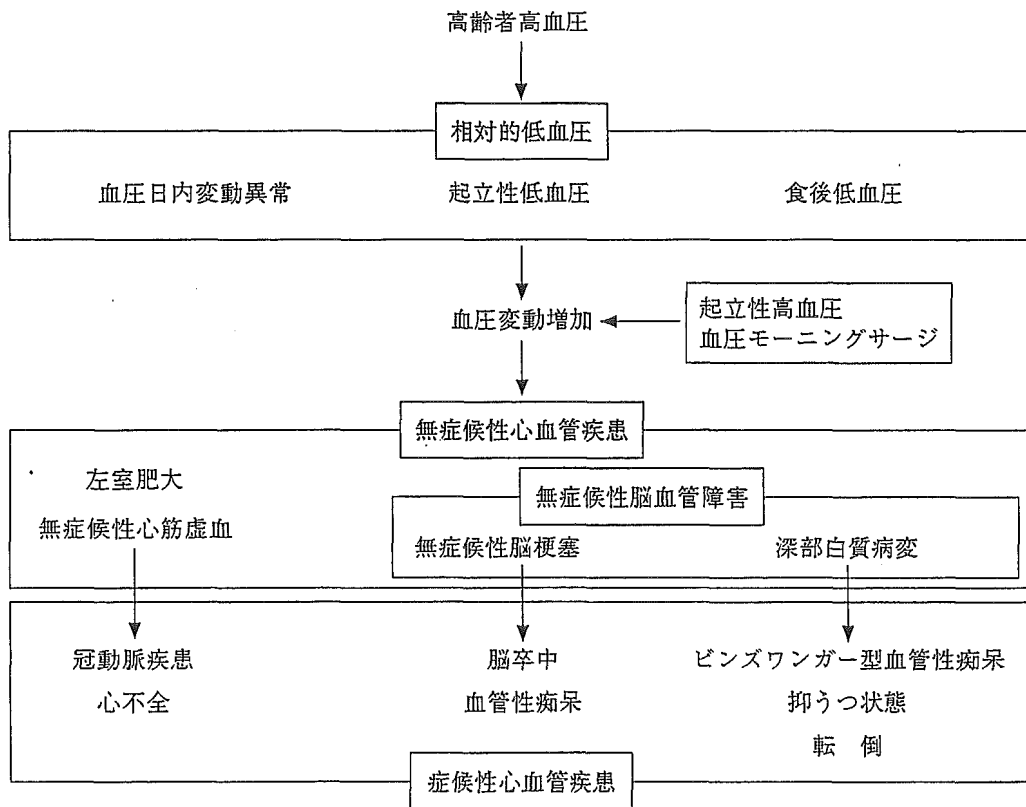 高齢者高血圧
相対的低血圧
血圧日内変動異常 起立性低血圧 食後低血圧
血圧変動増加
起立性高血圧
血圧モーニングサージ
無症候性心血管疾患
左室肥大
無症候性心筋虚血
無症候性脳血管障害
無症候性脳梗塞 深部白質病変
冠動脈疾患 脳卒中 ビンズワンガー型血管性痴呆
心不全 血管性痴呆 抑うつ状態
転 倒
症候性心血管疾患